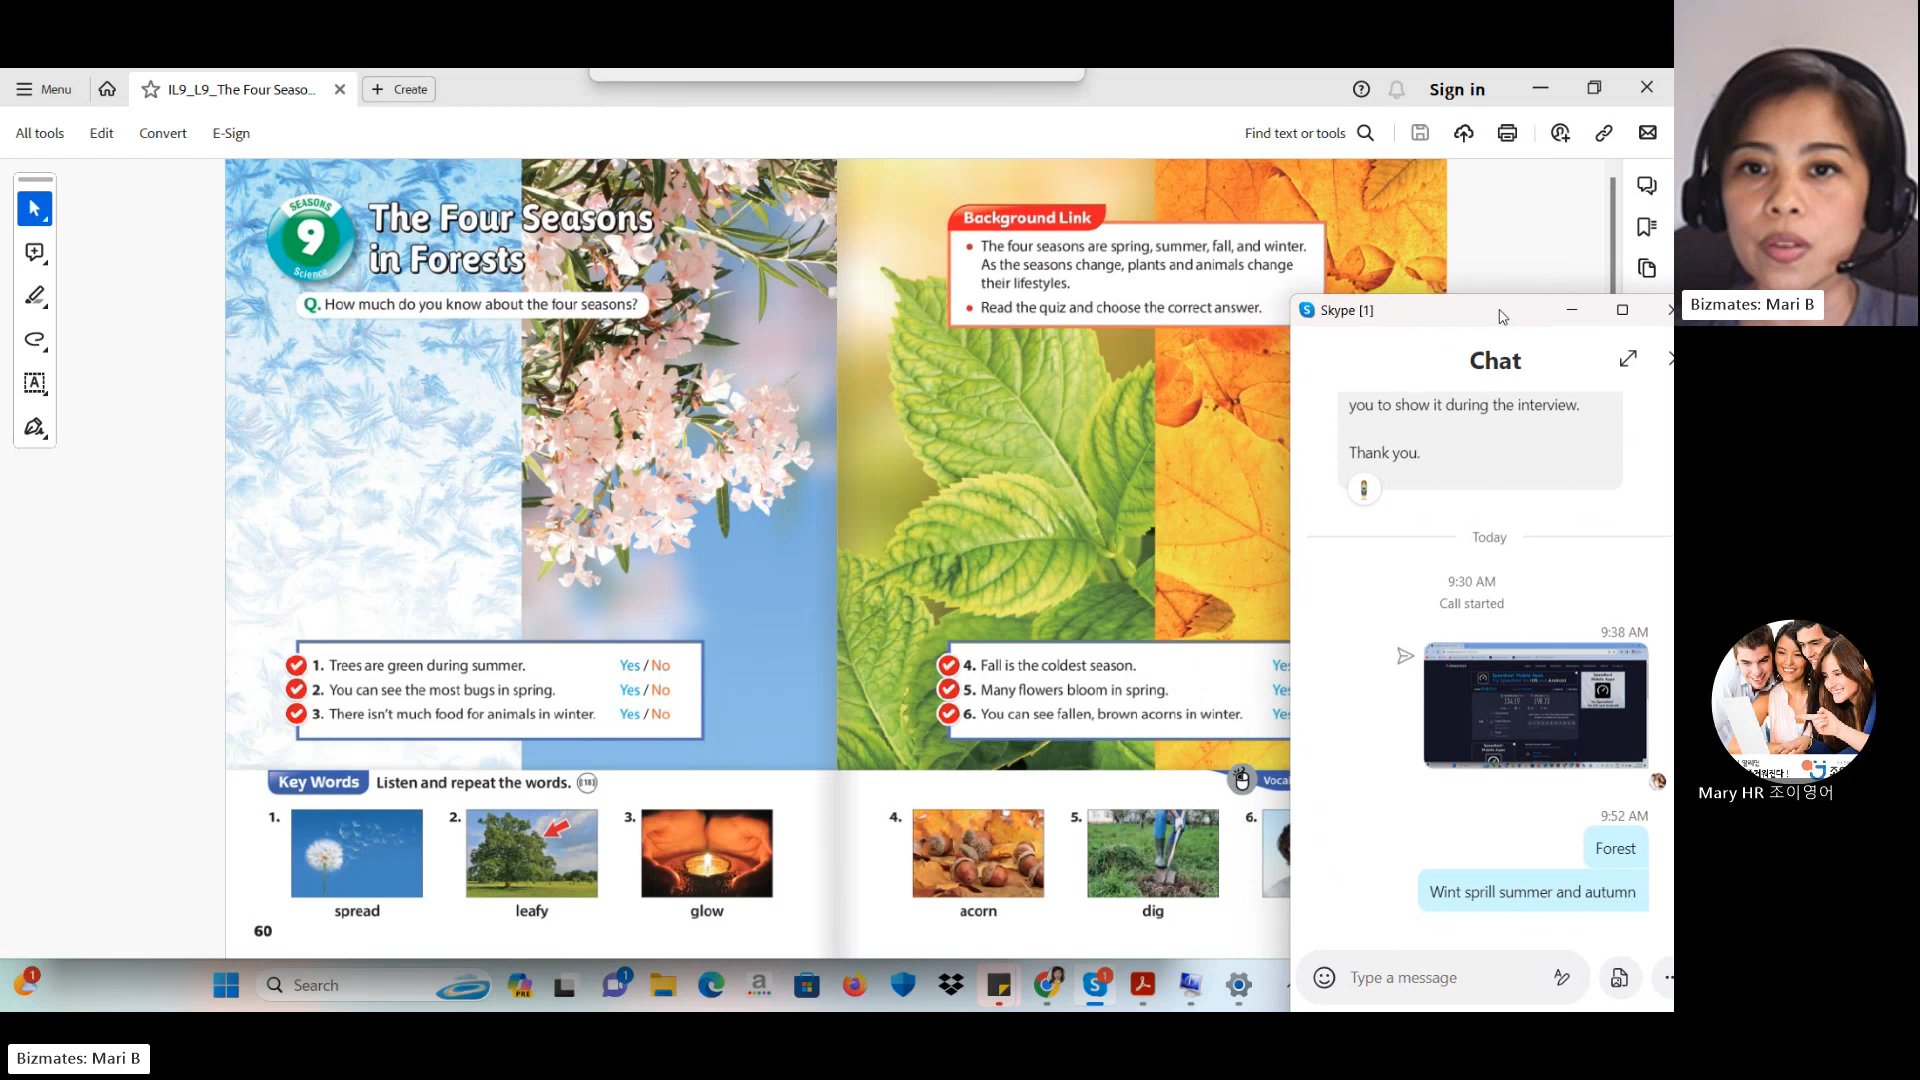 Menu
IL9_L9_The Four Seaso...
Create
Sign in
All tools
Edit
Convert
E-Sign
Find text or tools
SEASONS
9
Science
The Four Seasons
in Forests
Q. How much do you know about the four seasons?
Background Link
The four seasons are spring, summer, fall, and winter.
As the seasons change, plants and animals change
their lifestyles.
Read the quiz and choose the correct answer.
1. Trees are green during summer. Yes / No
2. You can see the most bugs in spring. Yes / No
3. There isn't much food for animals in winter. Yes / No
4. Fall is the coldest season. Yes
5. Many flowers bloom in spring. Yes
6. You can see fallen, brown acorns in winter. Yes
Key Words Listen and repeat the words.
Voca
1.
2.
3.
4.
5.
6.
spread
leafy
glow
acorn
dig
60
Skype [1]
Chat
you to show it during the interview.
Thank you.
Today
9:30 AM
Call started
9:38 AM
9:52 AM
Forest
Wint sprill summer and autumn
Type a message
1
Search
PRE
1
1
Bizmates: Mari B
Mary HR 조이영어
Bizmates: Mari B